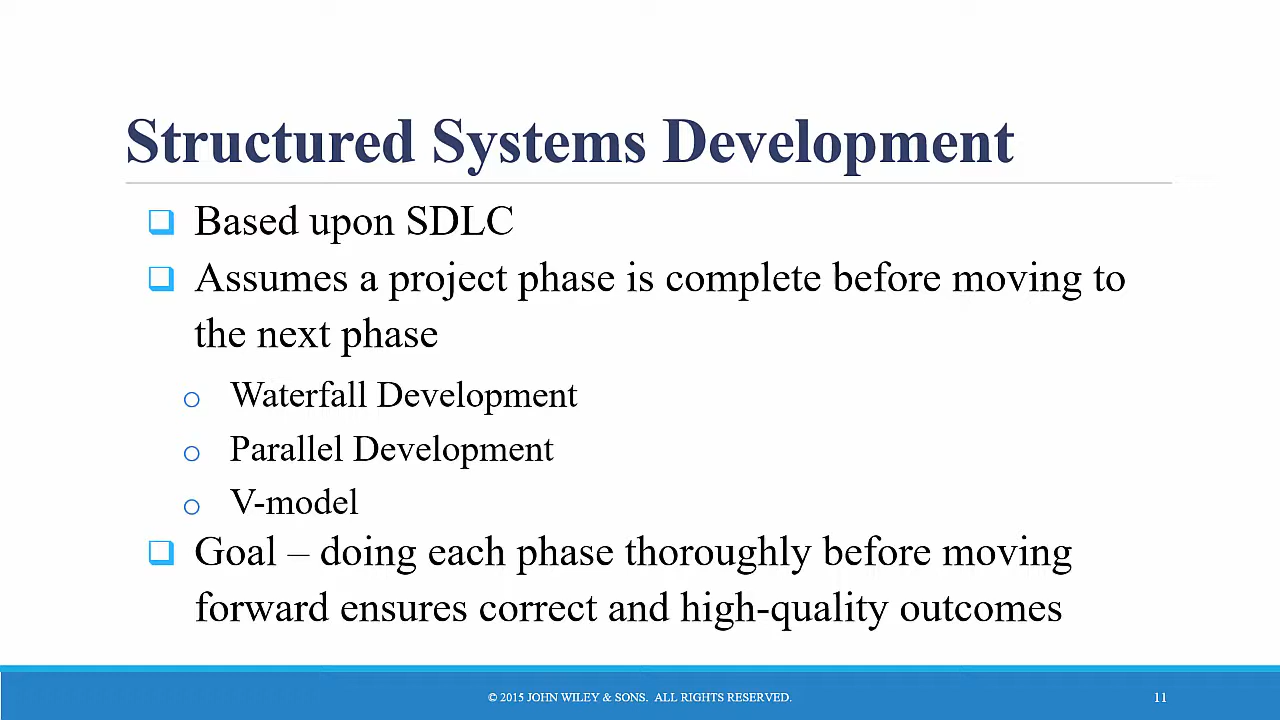 Structured Systems Development
Based upon SDLC
Assumes a project phase is complete before moving to
the next phase
Waterfall Development
Parallel Development
V-model
Goal – doing each phase thoroughly before moving
forward ensures correct and high-quality outcomes
© 2015 JOHN WILEY & SONS. ALL RIGHTS RESERVED.
11